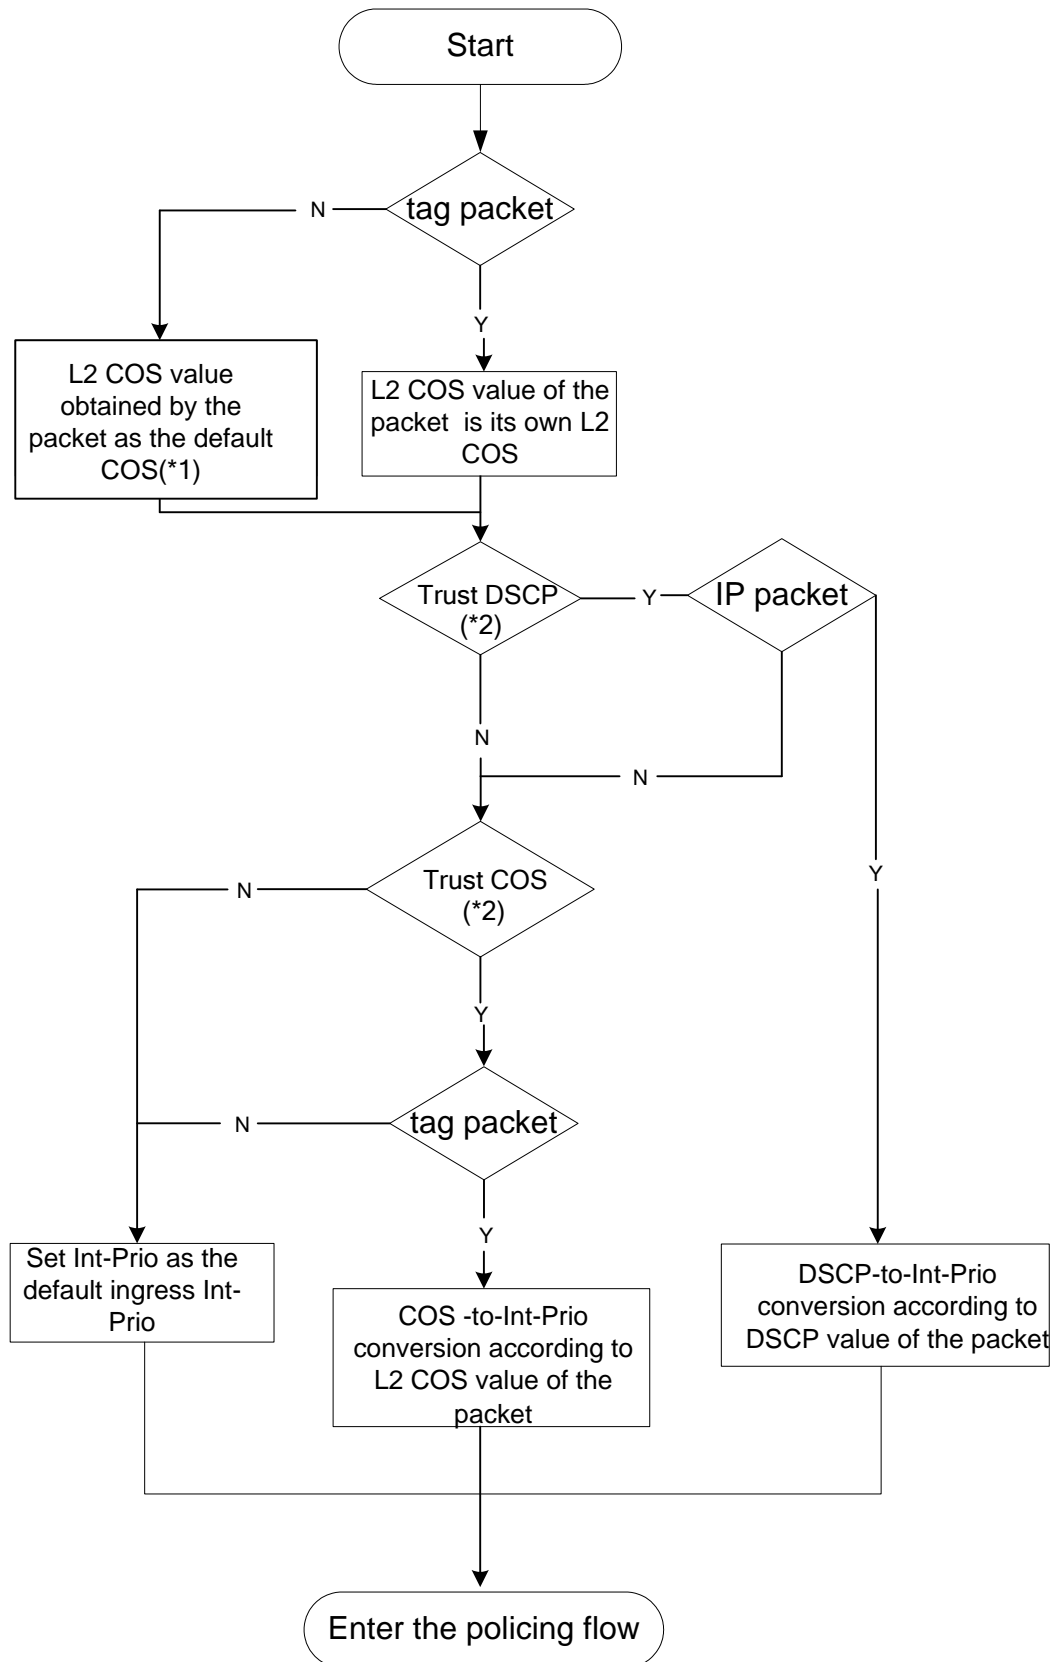 Start
tag packet
N
Y
L2 COS value
obtained by the
packet as the default
COS(*1)
L2 COS value of the
packet is its own L2
COS
Trust DSCP
(*2)
Y
IP packet
N
N
Y
Trust COS
(*2)
N
Y
tag packet
N
Y
Set Int-Prio as the
default ingress Int-
Prio
COS -to-Int-Prio
conversion according to
L2 COS value of the
packet
DSCP-to-Int-Prio
conversion according to
DSCP value of the packet
Enter the policing flow